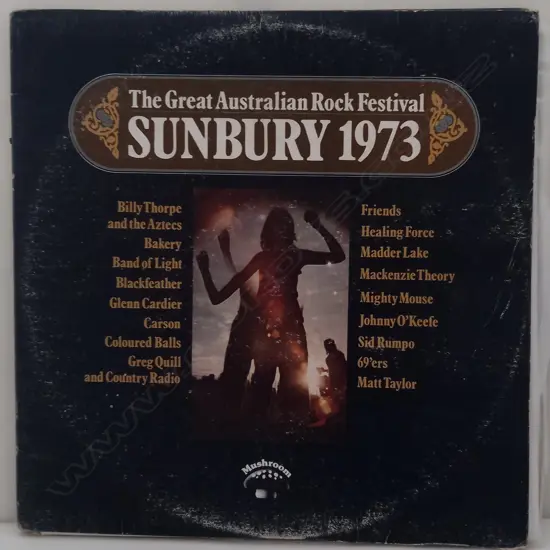 The Great Australian Rock Festival
SUNBURY 1973
Billy Thorpe
and the Aztecs
Bakery
Band of Light
Blackfeather
Glenn Cardier
Carson
Coloured Balls
Greg Quill
and Country Radio
Friends
Healing Force
Madder Lake
Mackenzie Theory
Mighty Mouse
Johnny O'Keefe
Sid Rumpo
69'ers
Matt Taylor
Mushroom